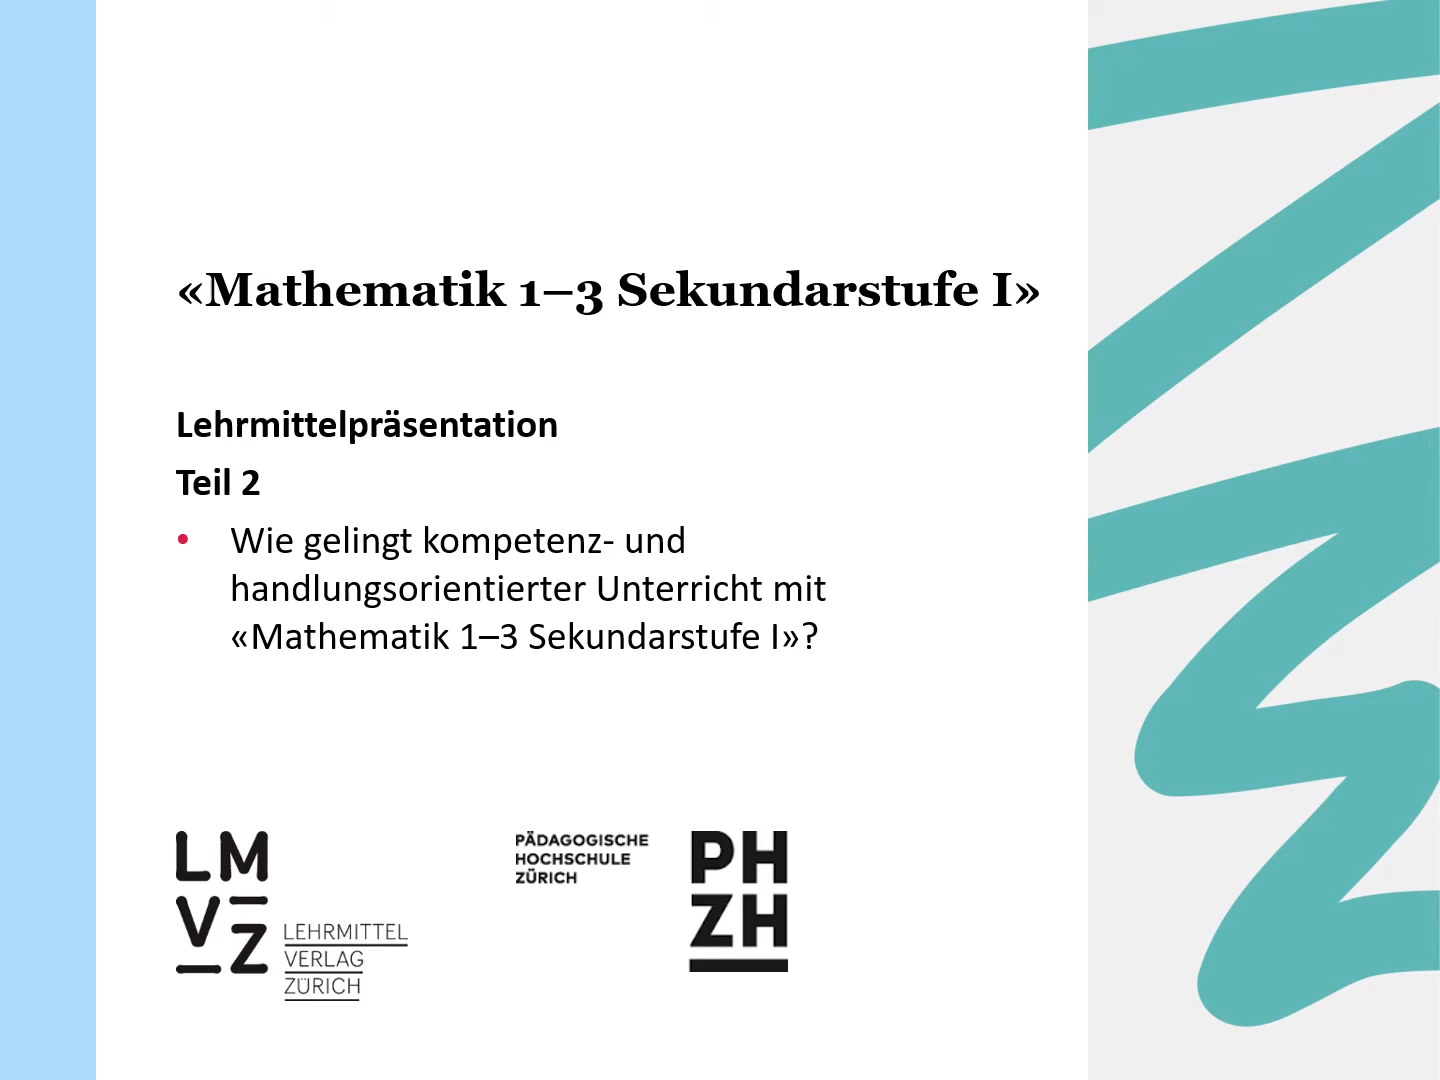 «Mathematik 1–3 Sekundarstufe I»
Lehrmittelpräsentation
Teil 2
• Wie gelingt kompetenz- und
handlungsorientierter Unterricht mit
«Mathematik 1–3 Sekundarstufe I»?
LM
VZ
LEHRMITTEL
VERLAG
ZÜRICH
PÄDAGOGISCHE
HOCHSCHULE
ZÜRICH
PH
ZH